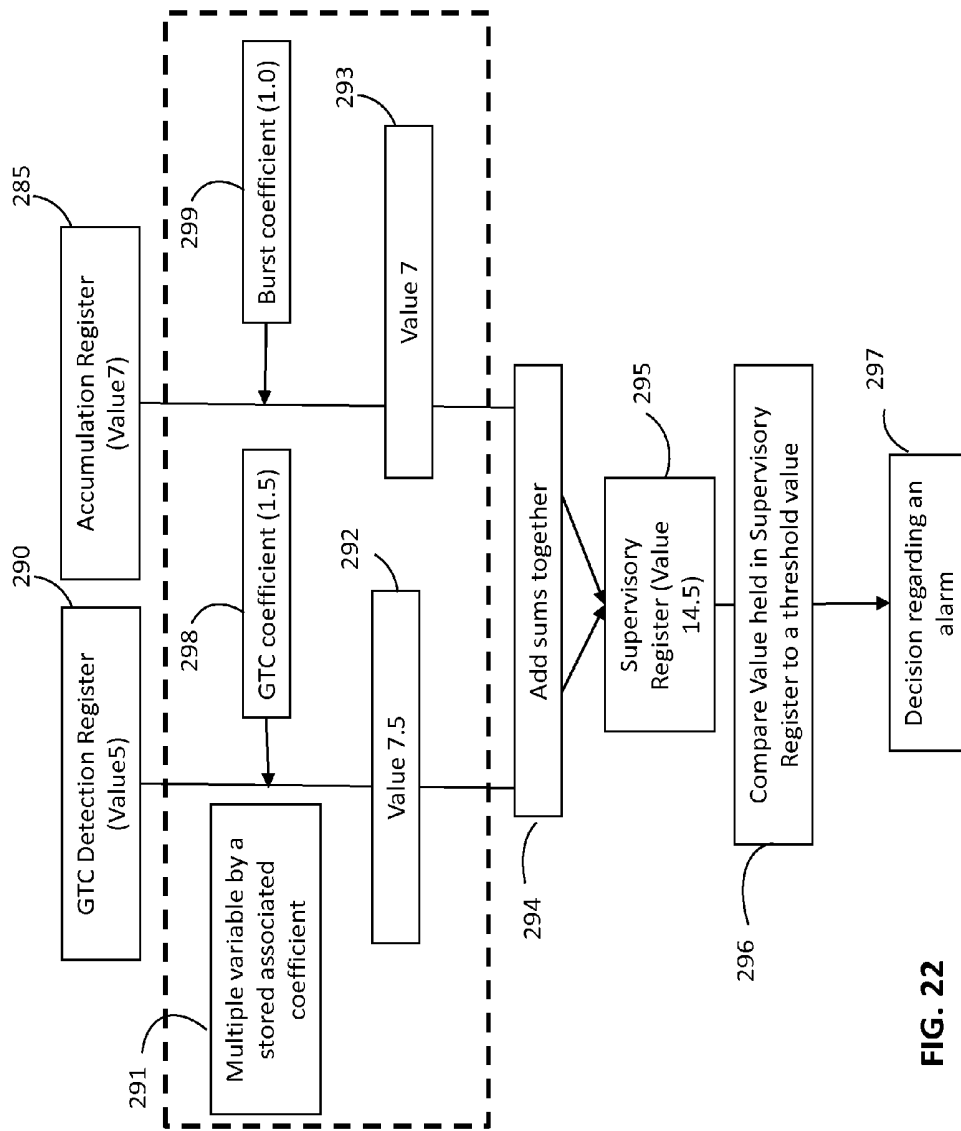 290
GTC Detection Register
(Value5)
285
Accumulation Register
(Value7)
291
Multiple variable by a
stored associated
coefficient
298
GTC coefficient (1.5)
299
Burst coefficient (1.0)
292
Value 7.5
293
Value 7
294
Add sums together
295
Supervisory
Register (Value
14.5)
296
Compare Value held in Supervisory
Register to a threshold value
297
Decision regarding an
alarm
FIG. 22